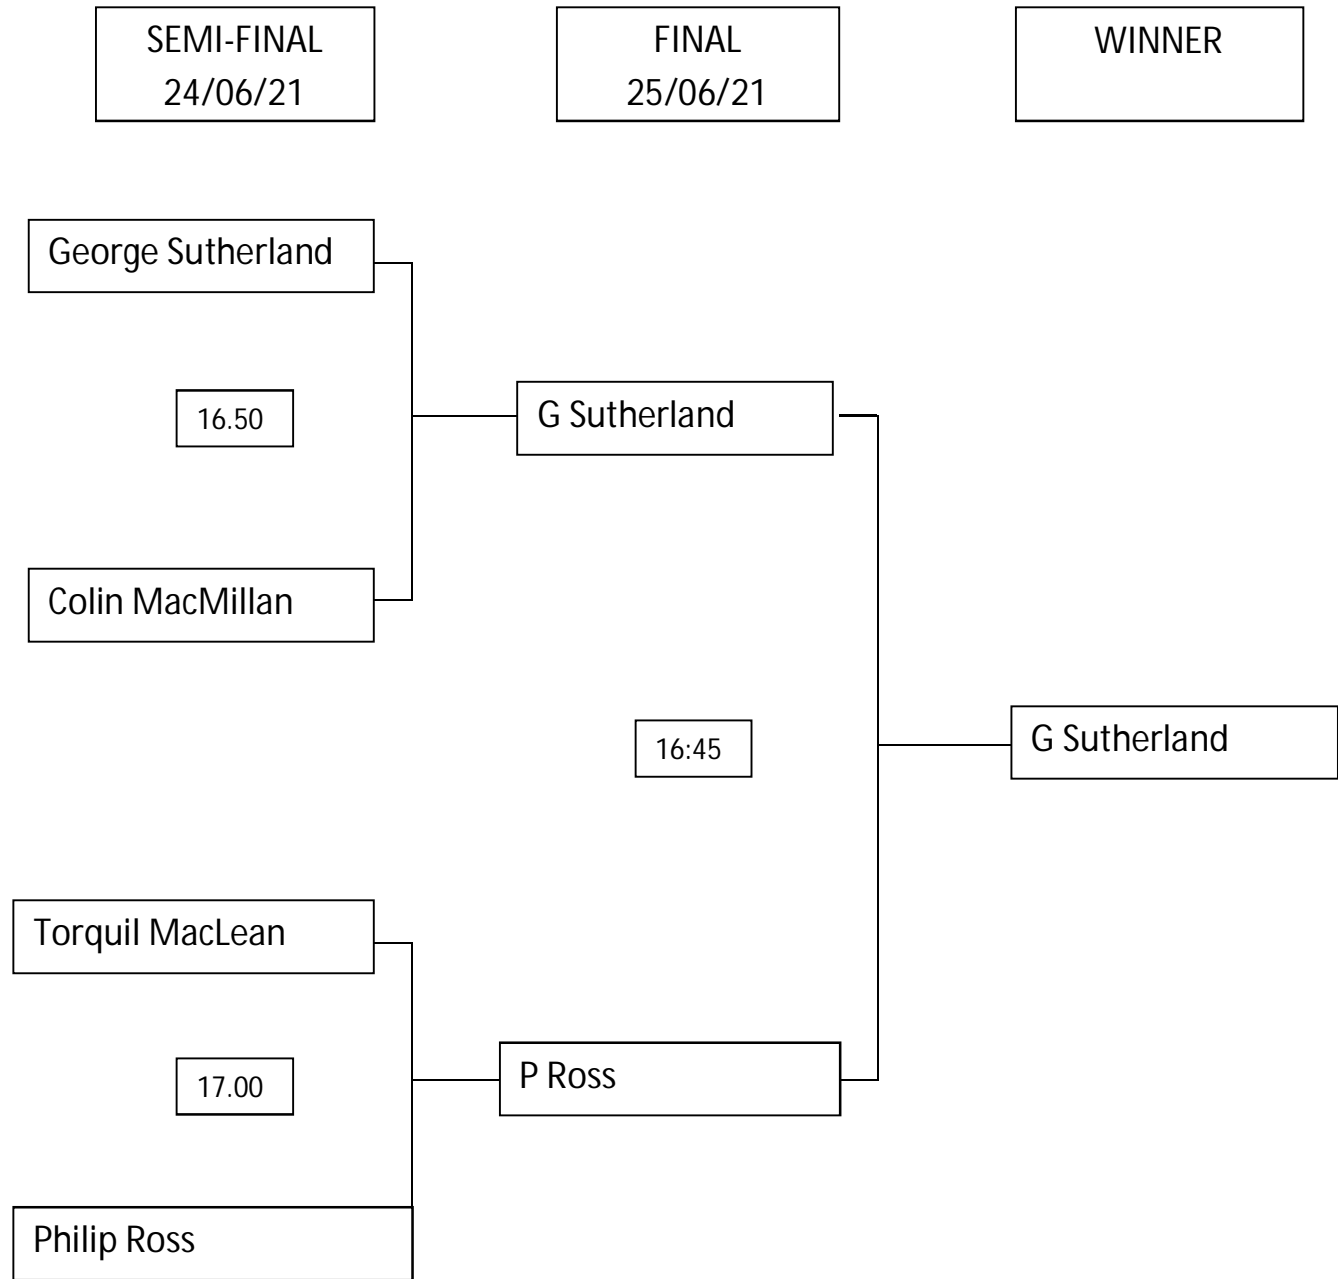 SEMI-FINAL
24/06/21
FINAL
25/06/21
WINNER
George Sutherland
16.50
G Sutherland
Colin MacMillan
16:45
G Sutherland
Torquil MacLean
17.00
P Ross
Philip Ross